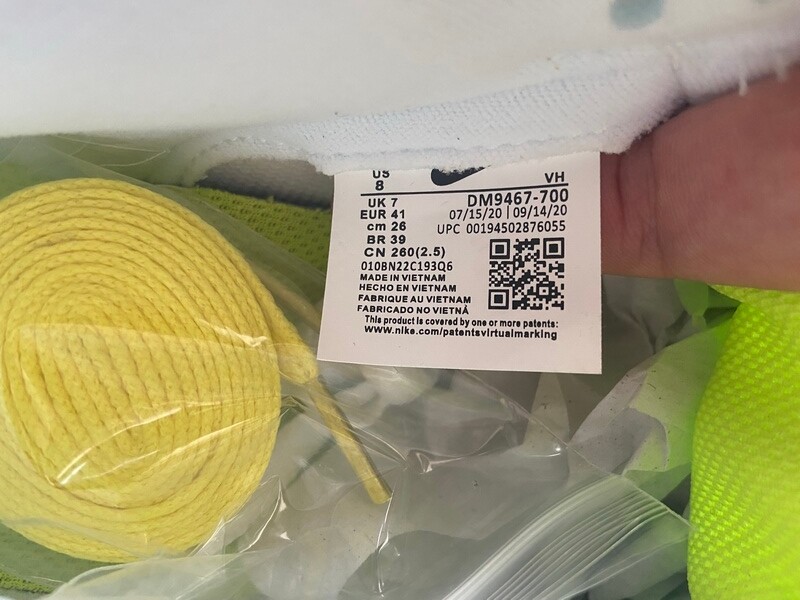 US
8
VH
UK 7
DM9467-700
EUR 41
07/15/20 | 09/14/20
cm 26
UPC 00194502876055
BR 39
CN 260(2.5)
010BN22C193Q6
MADE IN VIETNAM
HECHO EN VIETNAM
FABRIQUE AU VIETNAM
FABRICADO NO VIETNÃ
This product is covered by one or more patents:
www.nike.com/patentsvirtualmarking